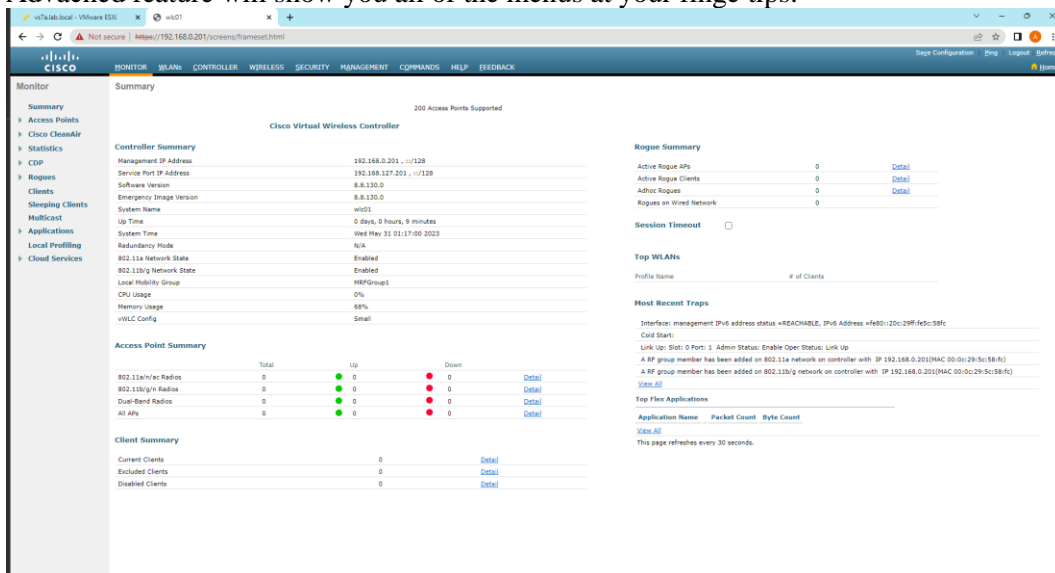 Advached feature will show you all of the menus at your finge tips.
vs7a.lab.local - VMware ESXi
wlc01
Not secure | https://192.168.0.201/screens/frameset.html
Save Configuration Ping Logout Refres
CISCO
MONITOR WLANs CONTROLLER WIRELESS SECURITY MANAGEMENT COMMANDS HELP FEEDBACK
Hom
Monitor
Summary
Access Points
Cisco CleanAir
Statistics
CDP
Rogues
Clients
Sleeping Clients
Multicast
Applications
Local Profiling
Cloud Services
Summary
200 Access Points Supported
Cisco Virtual Wireless Controller
Controller Summary
Management IP Address 192.168.0.201 , ::/128
Service Port IP Address 192.168.127.201 , ::/128
Software Version 8.8.130.0
Emergency Image Version 8.8.130.0
System Name wlc01
Up Time 0 days, 0 hours, 9 minutes
System Time Wed May 31 01:17:00 2023
Redundancy Mode N/A
802.11a Network State Enabled
802.11b/g Network State Enabled
Local Mobility Group MRFGroup1
CPU Usage 0%
Memory Usage 68%
vWLC Config Small
Access Point Summary
Total Up Down
802.11a/n/ac Radios 0 0 0 Detail
802.11b/g/n Radios 0 0 0 Detail
Dual-Band Radios 0 0 0 Detail
All APs 0 0 0 Detail
Client Summary
Current Clients 0 Detail
Excluded Clients 0 Detail
Disabled Clients 0 Detail
Rogue Summary
Active Rogue APs 0 Detail
Active Rogue Clients 0 Detail
Adhoc Rogues 0 Detail
Rogues on Wired Network 0
Session Timeout
Top WLANs
Profile Name # of Clients
Most Recent Traps
Interface: management IPv6 address status =REACHABLE, IPv6 Address =fe80::20c:29ff:fe5c:58fc
Cold Start:
Link Up: Slot: 0 Port: 1 Admin Status: Enable Oper Status: Link Up
A RF group member has been added on 802.11a network on controller with IP 192.168.0.201(MAC 00:0c:29:5c:58:fc)
A RF group member has been added on 802.11b/g network on controller with IP 192.168.0.201(MAC 00:0c:29:5c:58:fc)
View All
Top Flex Applications
Application Name Packet Count Byte Count
View All
This page refreshes every 30 seconds.